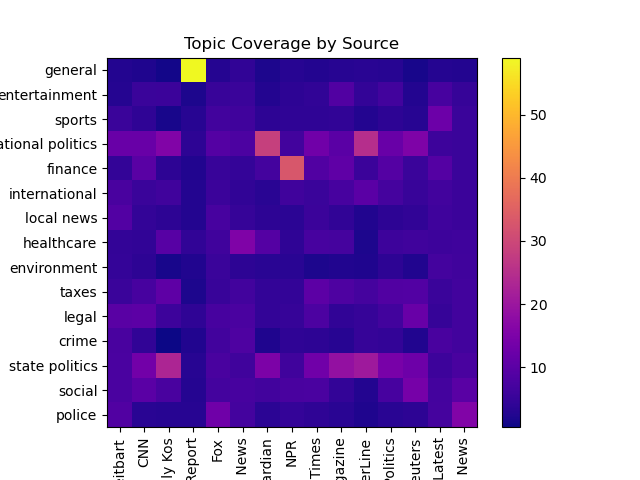 Topic Coverage by Source
general
entertainment
sports
ational politics
finance
international
local news
healthcare
environment
taxes
legal
crime
state politics
social
police
50
40
30
20
10
eitbart
CNN
ly Kos
Report
Fox
News
ardian
NPR
Times
gazine
erLine
olitics
euters
Latest
News